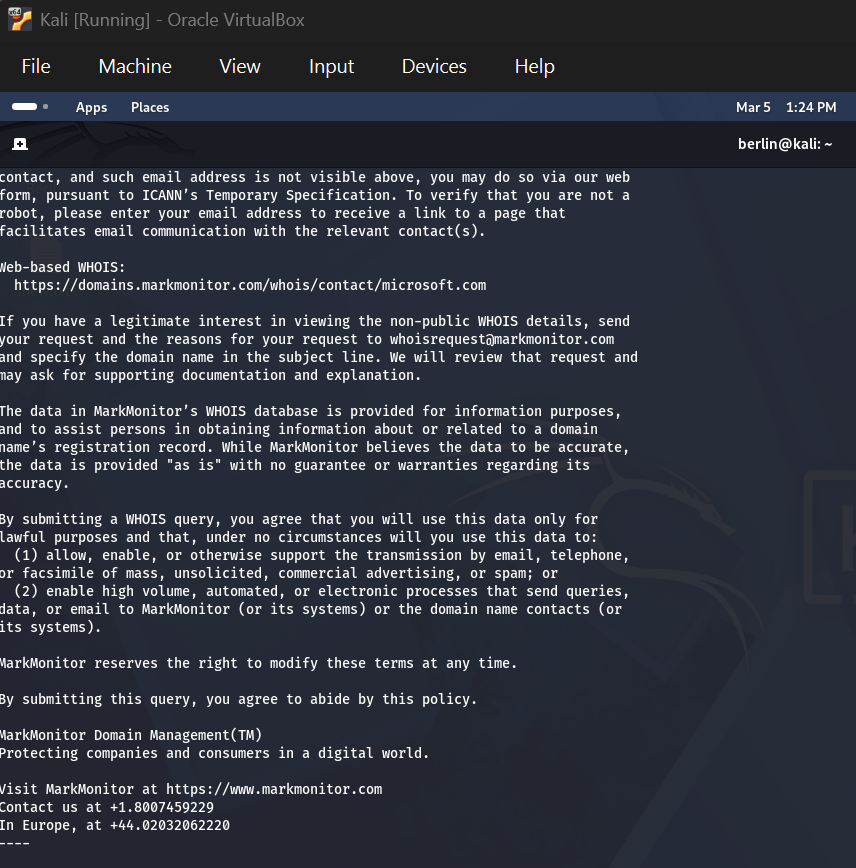 Kali [Running] - Oracle VirtualBox
File Machine View Input Devices Help
Apps Places Mar 5 1:24 PM
berlin@kali: ~
contact, and such email address is not visible above, you may do so via our web
form, pursuant to ICANN’s Temporary Specification. To verify that you are not a
robot, please enter your email address to receive a link to a page that
facilitates email communication with the relevant contact(s).
Web-based WHOIS:
https://domains.markmonitor.com/whois/contact/microsoft.com
If you have a legitimate interest in viewing the non-public WHOIS details, send
your request and the reasons for your request to whoisrequest@markmonitor.com
and specify the domain name in the subject line. We will review that request and
may ask for supporting documentation and explanation.
The data in MarkMonitor’s WHOIS database is provided for information purposes,
and to assist persons in obtaining information about or related to a domain
name’s registration record. While MarkMonitor believes the data to be accurate,
the data is provided "as is" with no guarantee or warranties regarding its
accuracy.
By submitting a WHOIS query, you agree that you will use this data only for
lawful purposes and that, under no circumstances will you use this data to:
(1) allow, enable, or otherwise support the transmission by email, telephone,
or facsimile of mass, unsolicited, commercial advertising, or spam; or
(2) enable high volume, automated, or electronic processes that send queries,
data, or email to MarkMonitor (or its systems) or the domain name contacts (or
its systems).
MarkMonitor reserves the right to modify these terms at any time.
By submitting this query, you agree to abide by this policy.
MarkMonitor Domain Management(TM)
Protecting companies and consumers in a digital world.
Visit MarkMonitor at https://www.markmonitor.com
Contact us at +1.8007459229
In Europe, at +44.02032062220
----